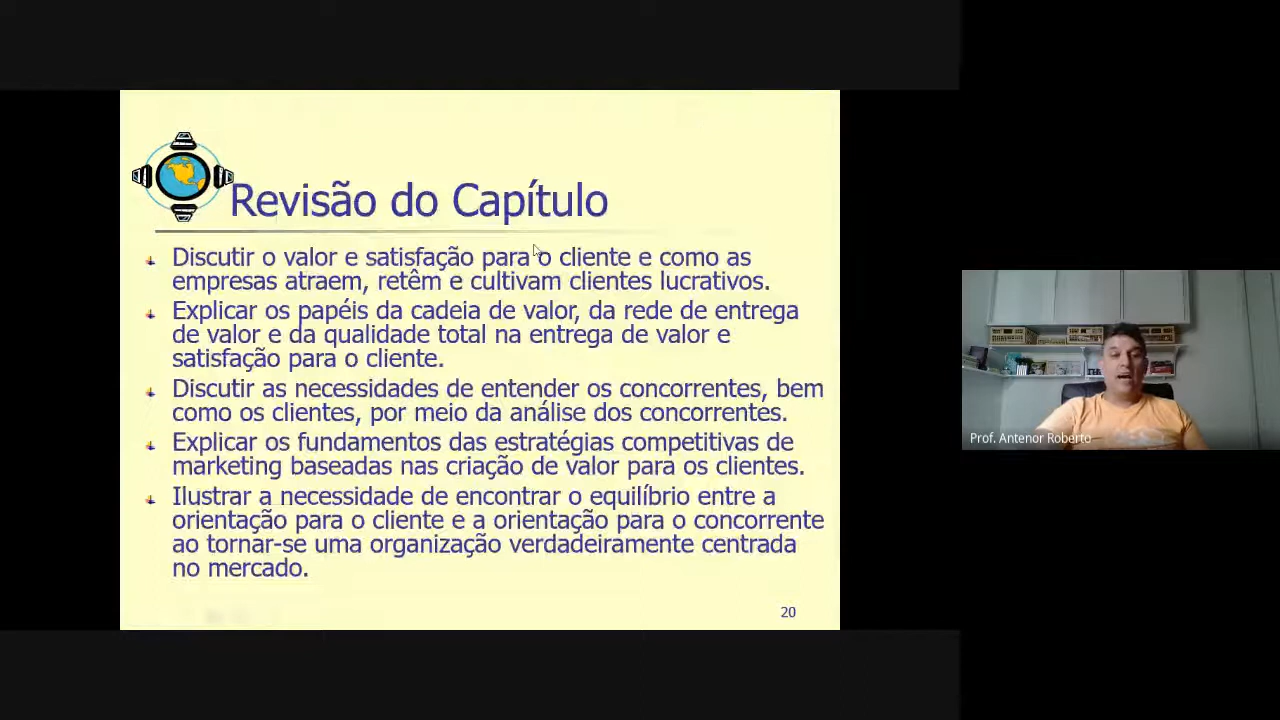 Revisão do Capítulo
Discutir o valor e satisfação para o cliente e como as
empresas atraem, retêm e cultivam clientes lucrativos.
Explicar os papéis da cadeia de valor, da rede de entrega
de valor e da qualidade total na entrega de valor e
satisfação para o cliente.
Discutir as necessidades de entender os concorrentes, bem
como os clientes, por meio da análise dos concorrentes.
Explicar os fundamentos das estratégias competitivas de
marketing baseadas nas criação de valor para os clientes.
Ilustrar a necessidade de encontrar o equilíbrio entre a
orientação para o cliente e a orientação para o concorrente
ao tornar-se uma organização verdadeiramente centrada
no mercado.
20
Prof. Antenor Roberto